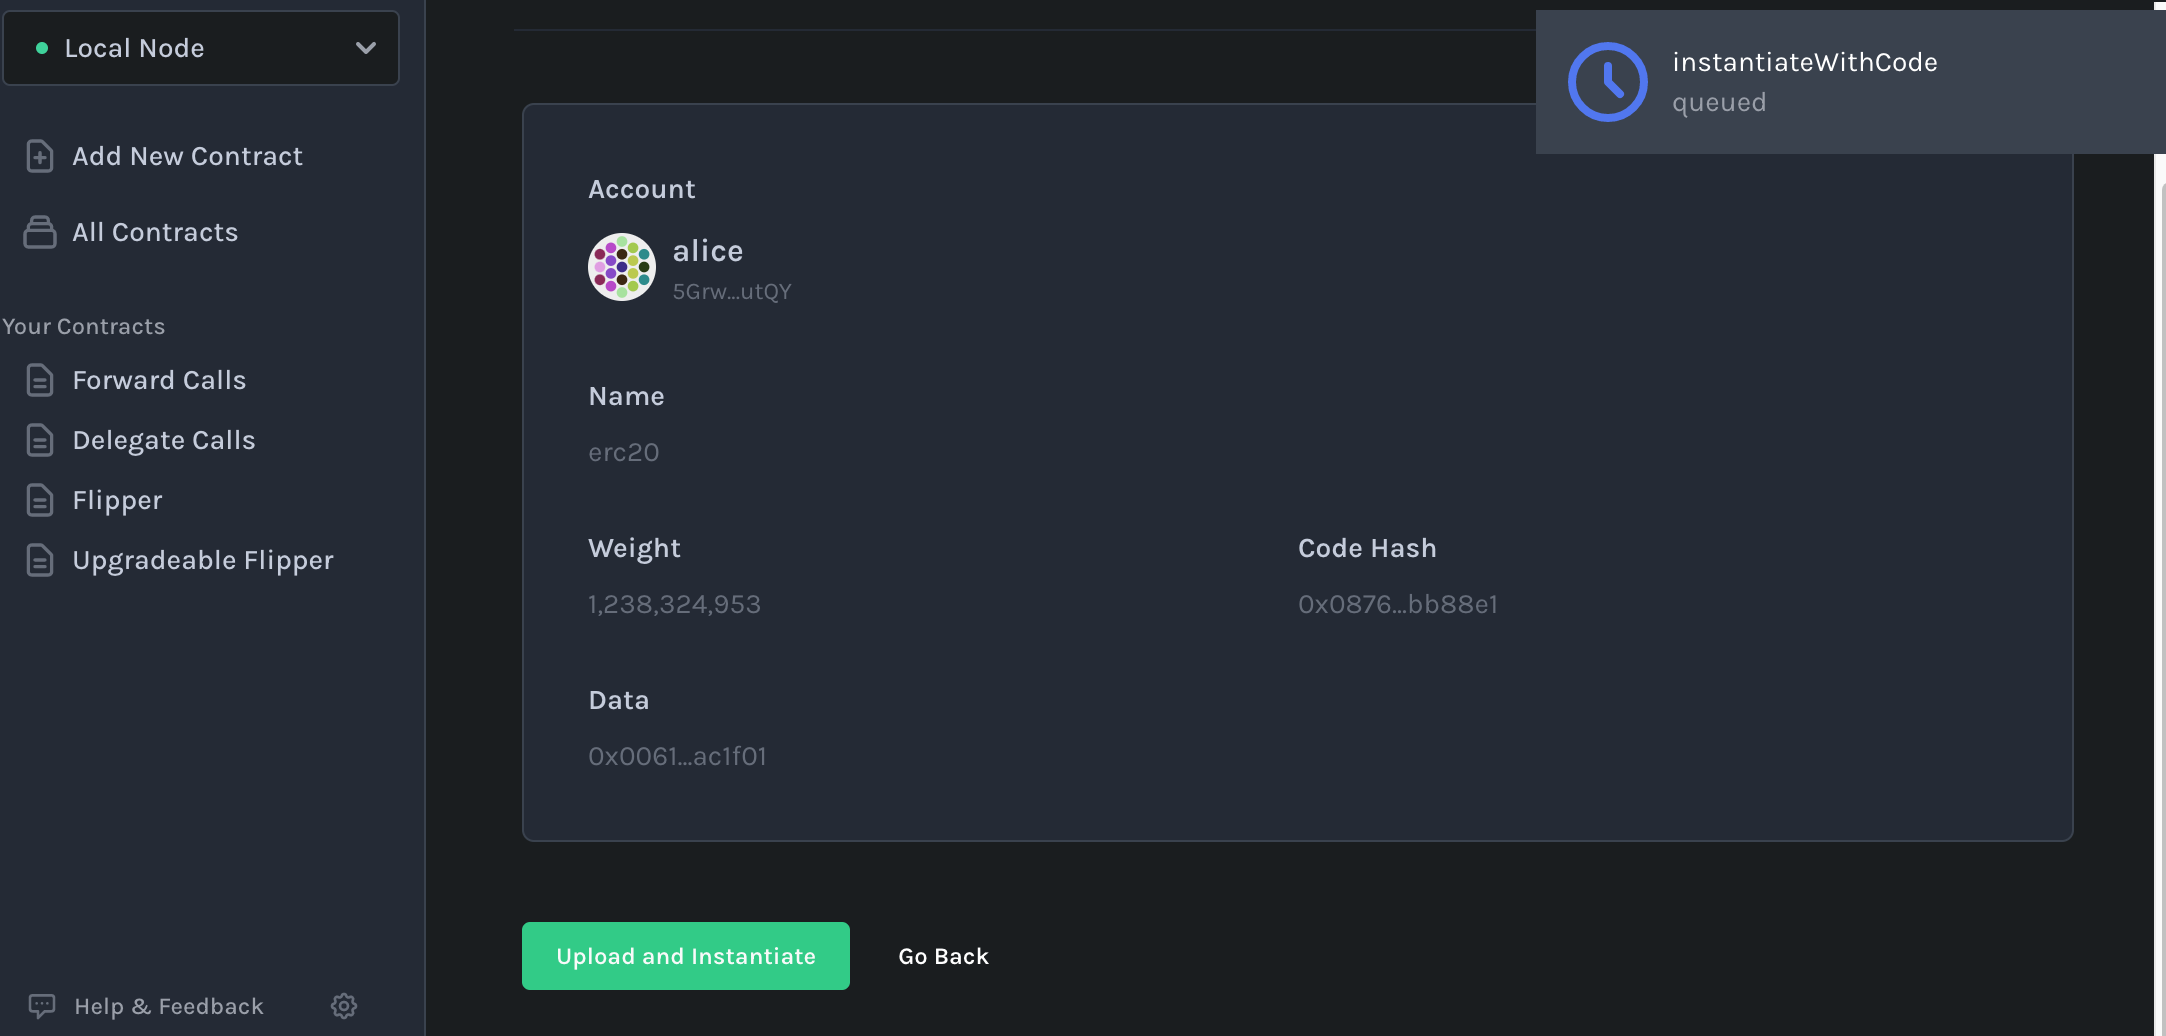 Local Node
Add New Contract
All Contracts
Your Contracts
Forward Calls
Delegate Calls
Flipper
Upgradeable Flipper
Help & Feedback
instantiateWithCode
queued
Account
alice
5Grw...utQY
Name
erc20
Weight
1,238,324,953
Code Hash
0x0876...bb88e1
Data
0x0061...ac1f01
Upload and Instantiate
Go Back